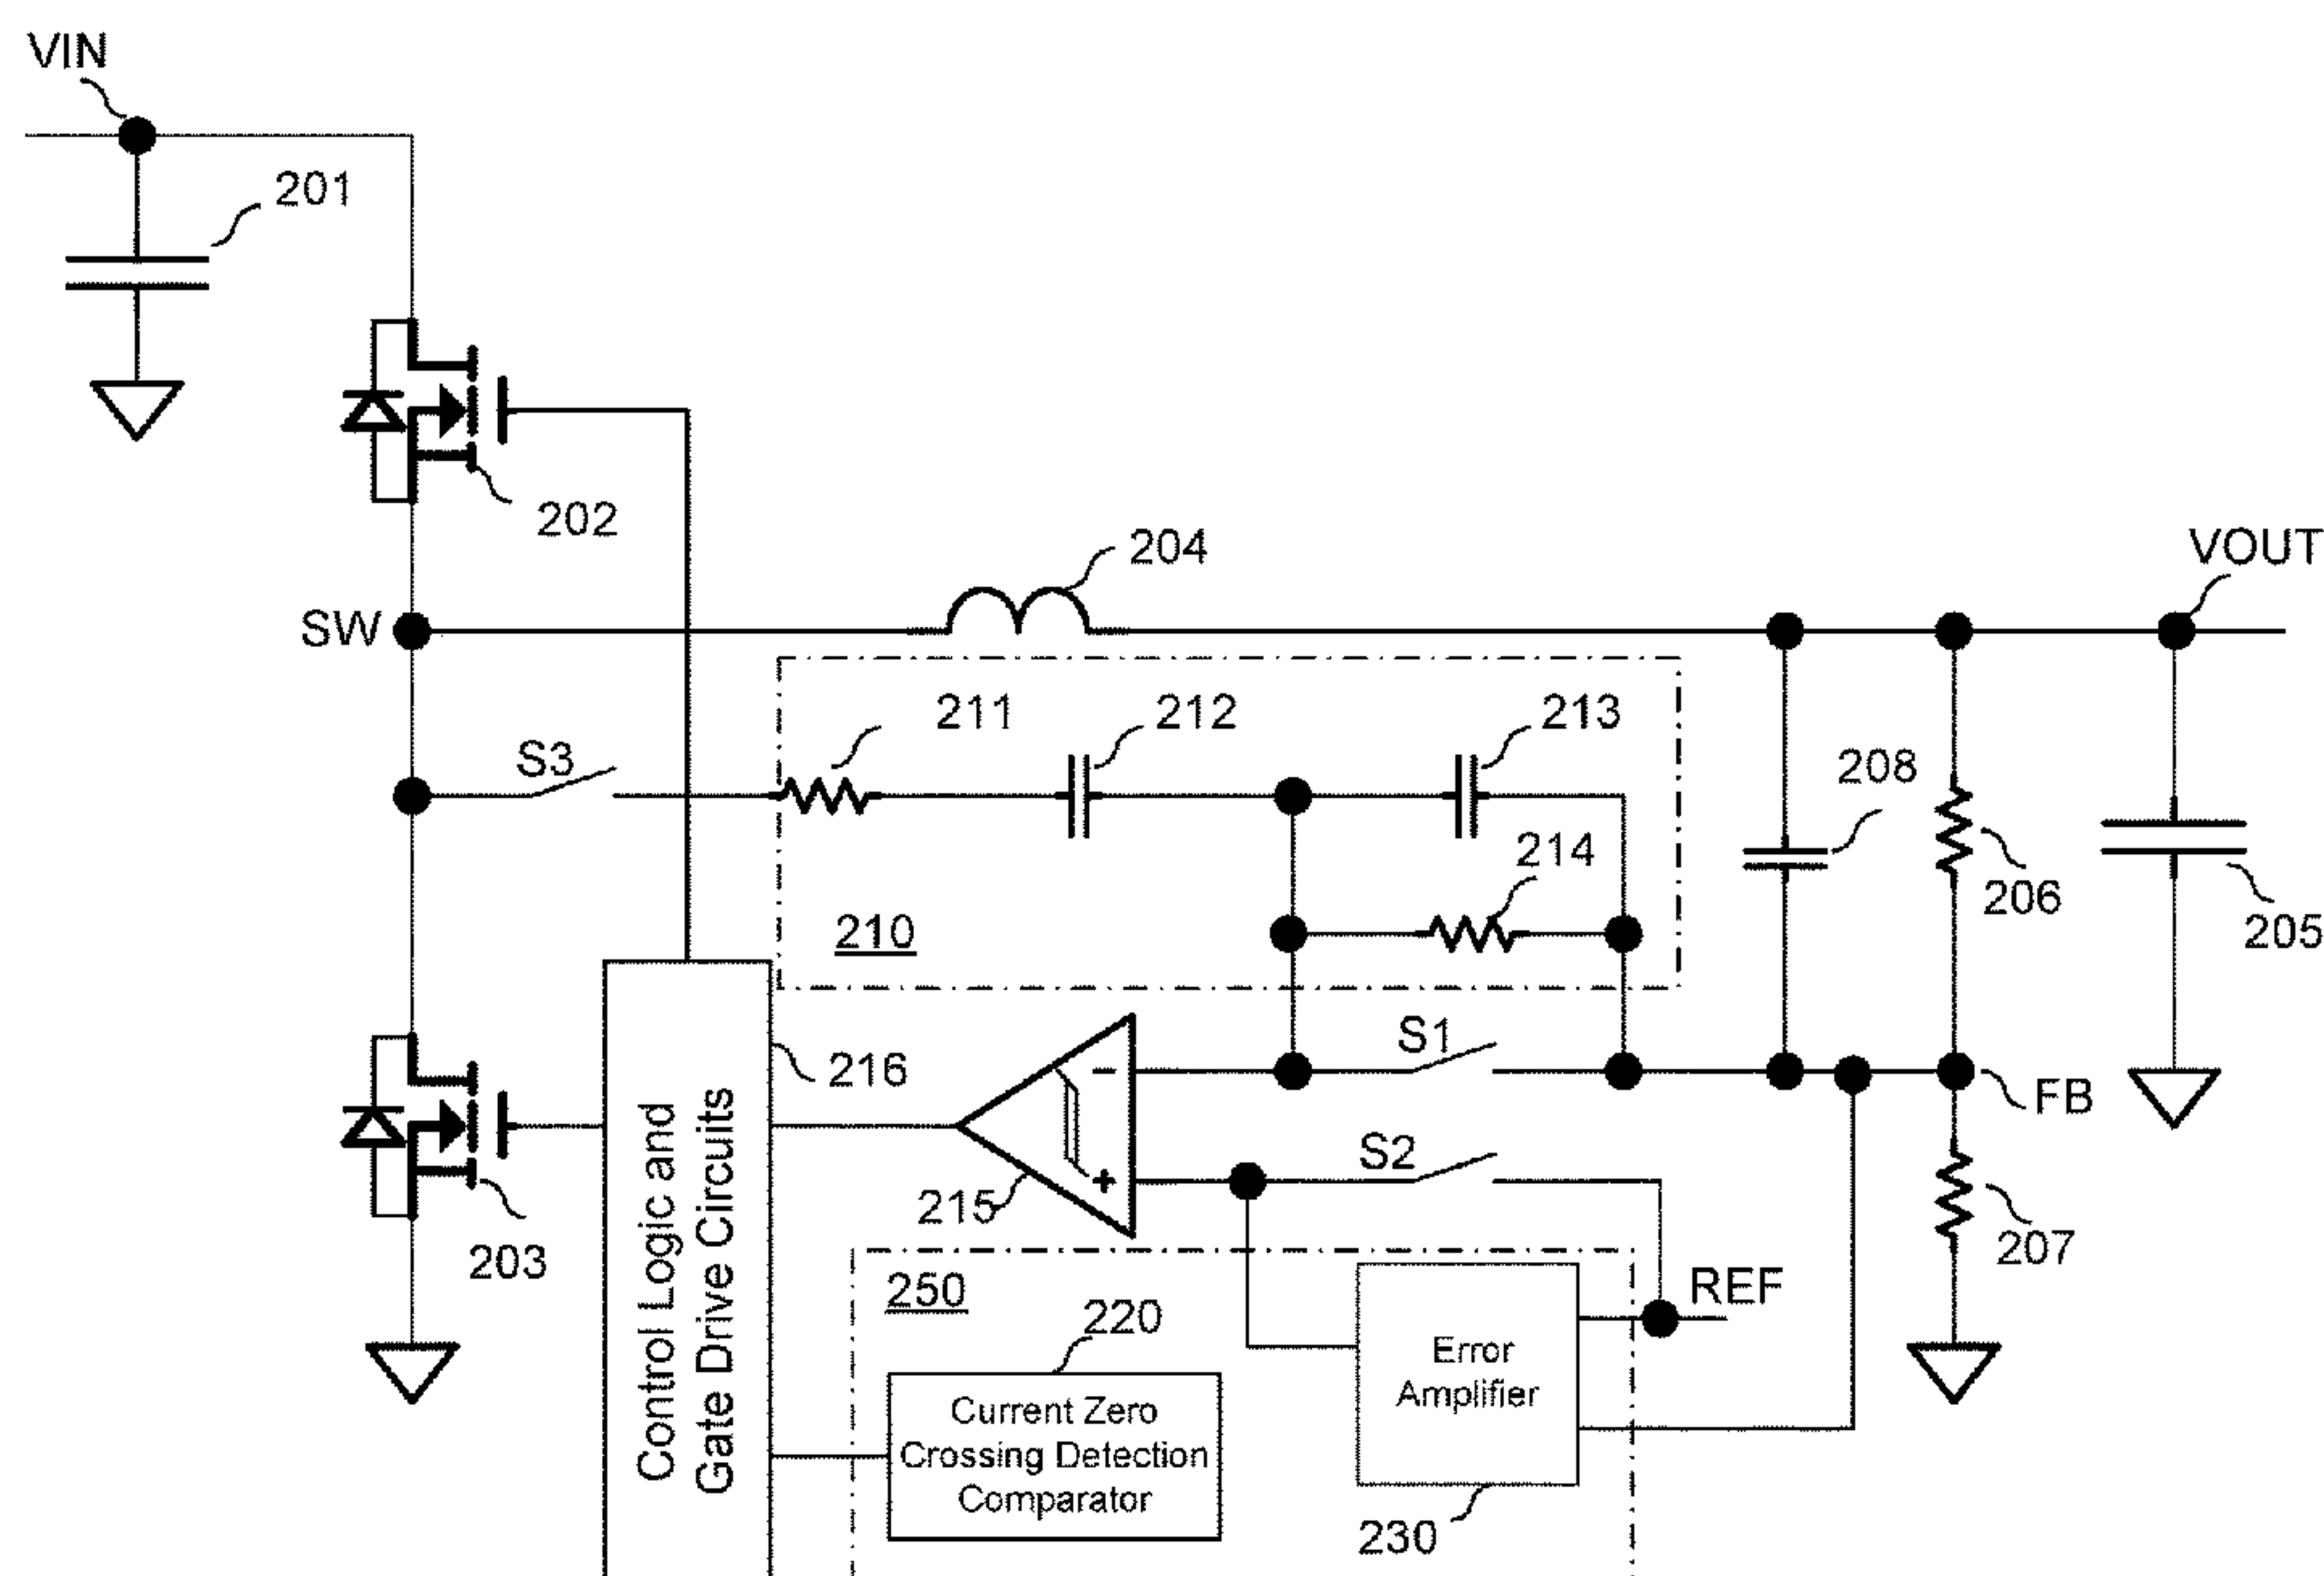 VIN
201
202
204
VOUT
SW
211
212
213
S3
208
214
206
210
205
S1
216
FB
S2
215
203
207
250
REF
220
Control Logic and
Gate Drive Circuits
Error
Amplifier
Current Zero
Crossing Detection
Comparator
230